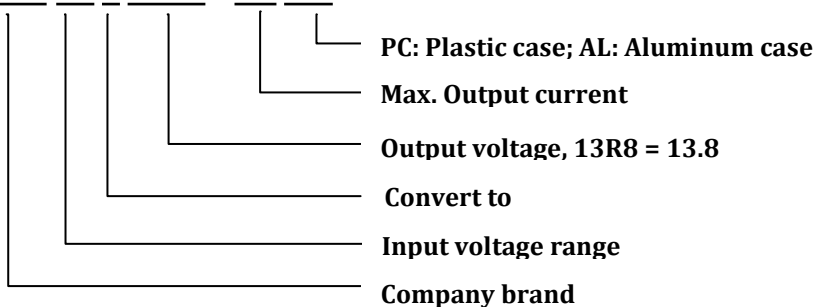 PC: Plastic case; AL: Aluminum case
Max. Output current
Output voltage, 13R8 = 13.8
Convert to
Input voltage range
Company brand